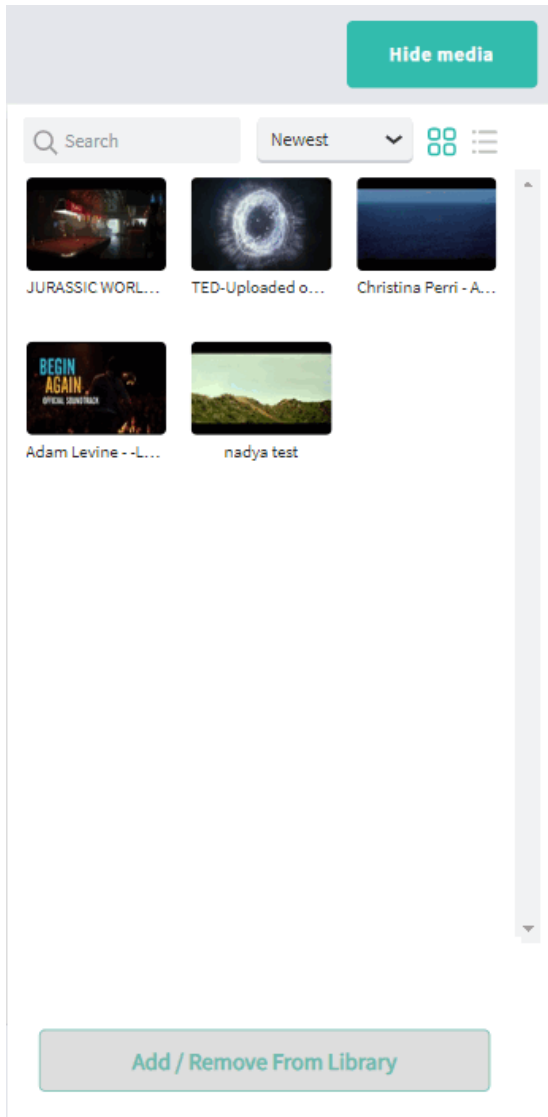 Hide media
Search
Newest
JURASSIC WORL...
TED-Uploaded o...
Christina Perri - A...
BEGIN
AGAIN
OFFICIAL SOUNDTRACK
Adam Levine - -L...
nadya test
Add / Remove From Library